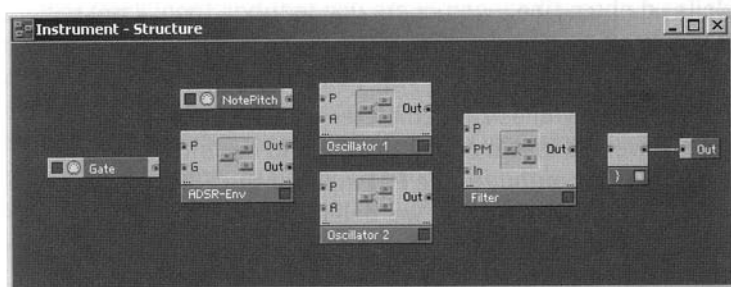 Instrument - Structure
NotePitch
Gate
P
G
Out
Out
ADSR-Env
P
A
Out
Oscillator 1
P
A
Out
Oscillator 2
P
PM
In
Out
Filter
}
Out